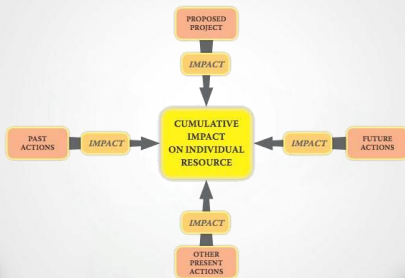 PROPOSED
PROJECT
IMPACT
CUMULATIVE
IMPACT
ON INDIVIDUAL
RESOURCE
PAST
ACTIONS
IMPACT
IMPACT
FUTURE
ACTIONS
IMPACT
OTHER
PRESENT
ACTIONS